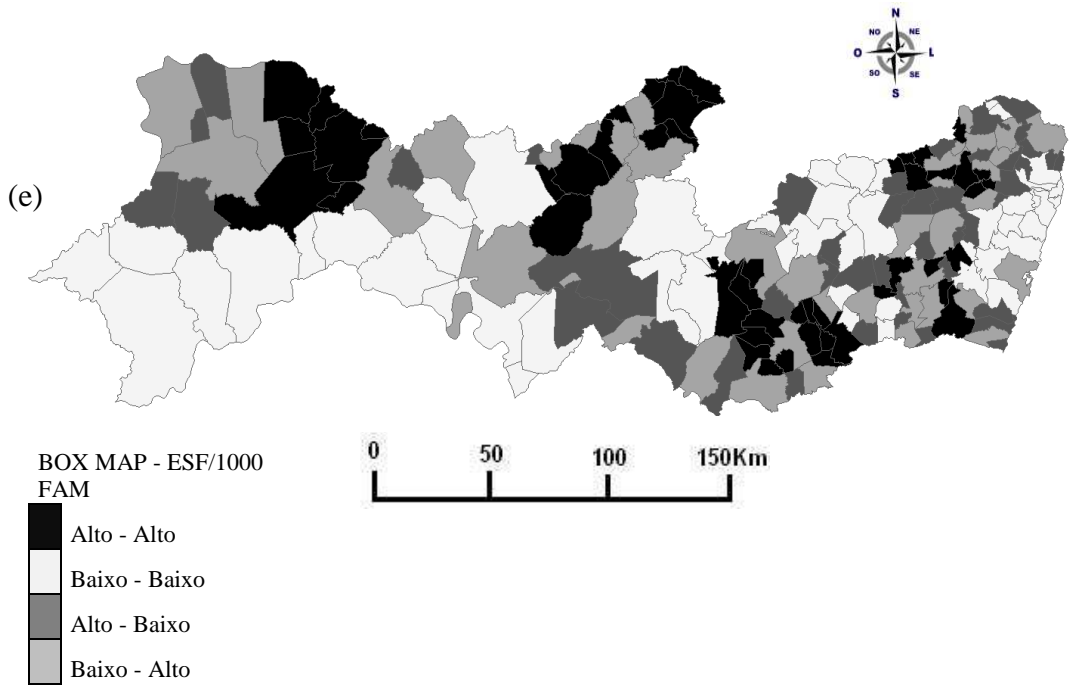 N
NO NE
O L
SO SE
S
(e)
0 50 100 150Km
BOX MAP - ESF/1000
FAM
Alto - Alto
Baixo - Baixo
Alto - Baixo
Baixo - Alto